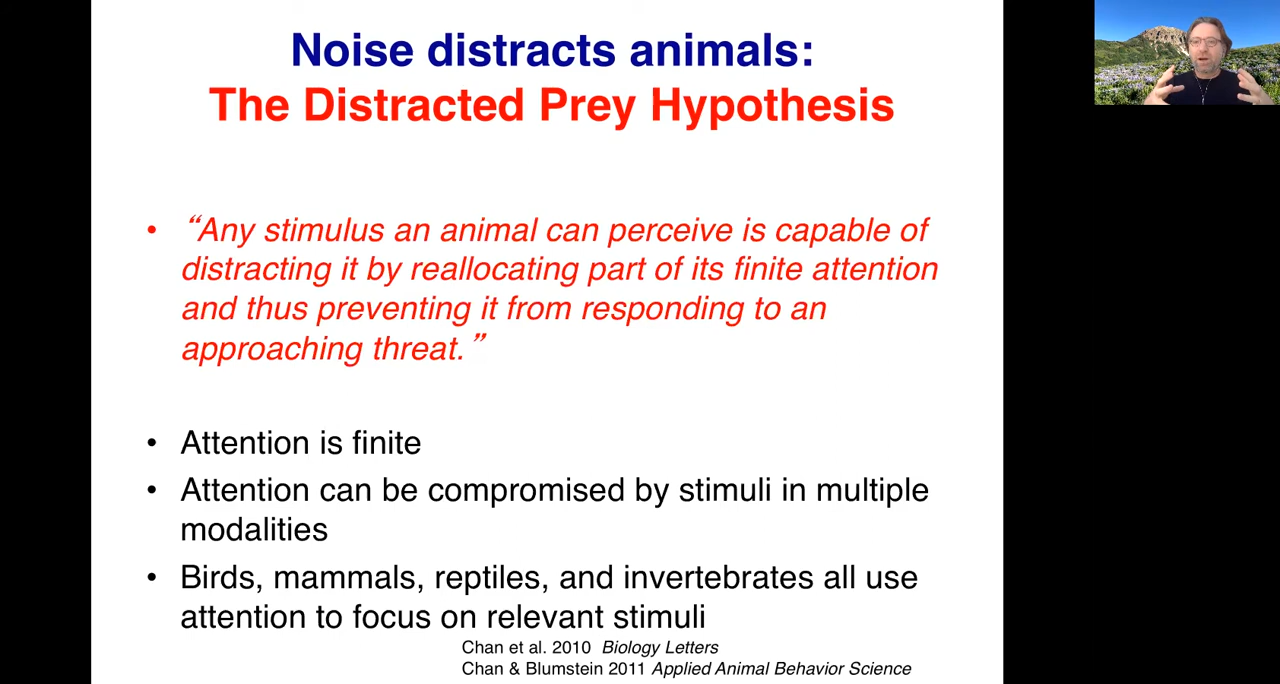 Noise distracts animals:
The Distracted Prey Hypothesis
• “Any stimulus an animal can perceive is capable of
distracting it by reallocating part of its finite attention
and thus preventing it from responding to an
approaching threat.”
• Attention is finite
• Attention can be compromised by stimuli in multiple
modalities
• Birds, mammals, reptiles, and invertebrates all use
attention to focus on relevant stimuli
Chan et al. 2010 Biology Letters
Chan & Blumstein 2011 Applied Animal Behavior Science